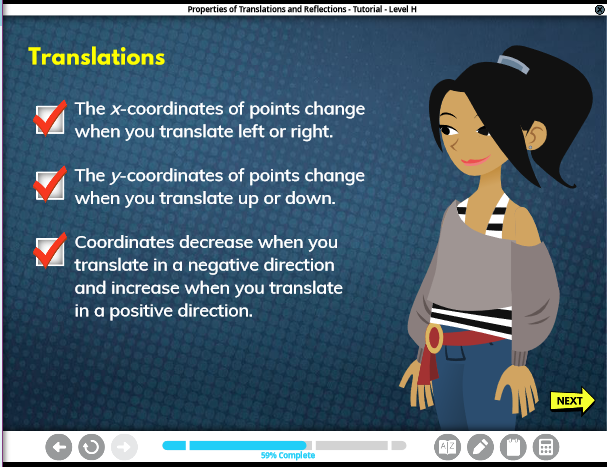 Properties of Translations and Reflections - Tutorial - Level H
Translations
The x-coordinates of points change
when you translate left or right.
The y-coordinates of points change
when you translate up or down.
Coordinates decrease when you
translate in a negative direction
and increase when you translate
in a positive direction.
NEXT
59% Complete
A Z